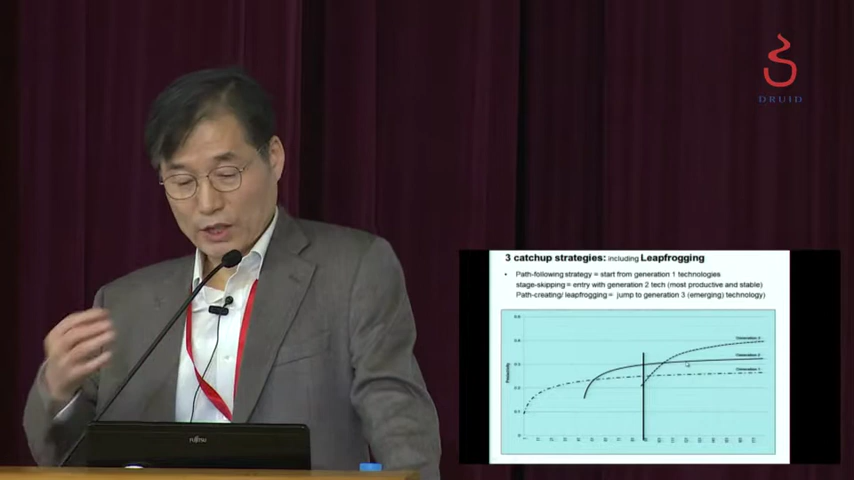 DRUID
3 catchup strategies: including Leapfrogging
• Path-following strategy = start from generation 1 technologies
stage-skipping = entry with generation 2 tech (most productive and stable)
Path-creating/ leapfrogging = jump to generation 3 (emerging) technology)
Generation 3
Generation 2
Productivity
Generation 1
FUJITSU